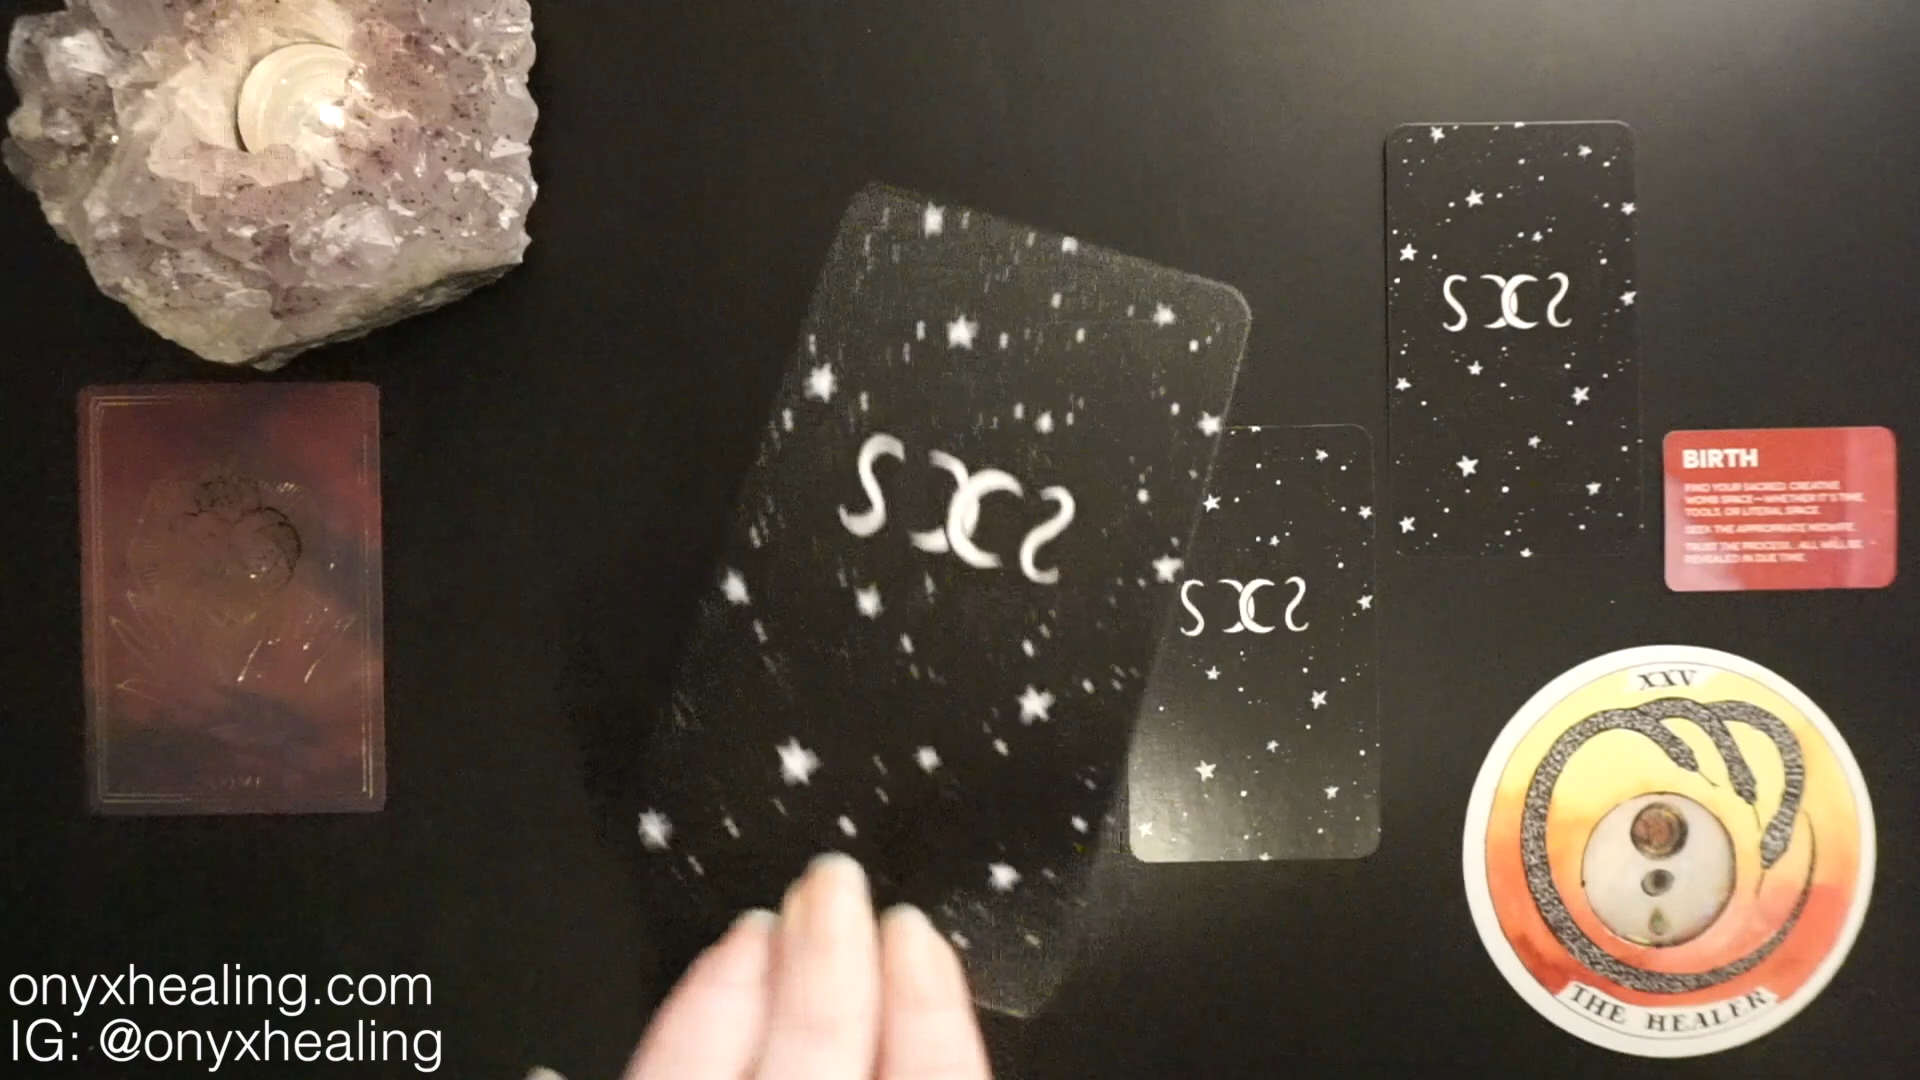 BIRTH
FIND YOUR SACRED CREATIVE
WOMB SPACE—WHETHER IT'S TIME,
TOOLS, OR LITERAL SPACE.
SEEK THE APPROPRIATE MIDWIFE.
TRUST THE PROCESS... ALL WILL BE
REVEALED IN DUE TIME.
XXV
THE HEALER
onyxhealing.com
IG: @onyxhealing